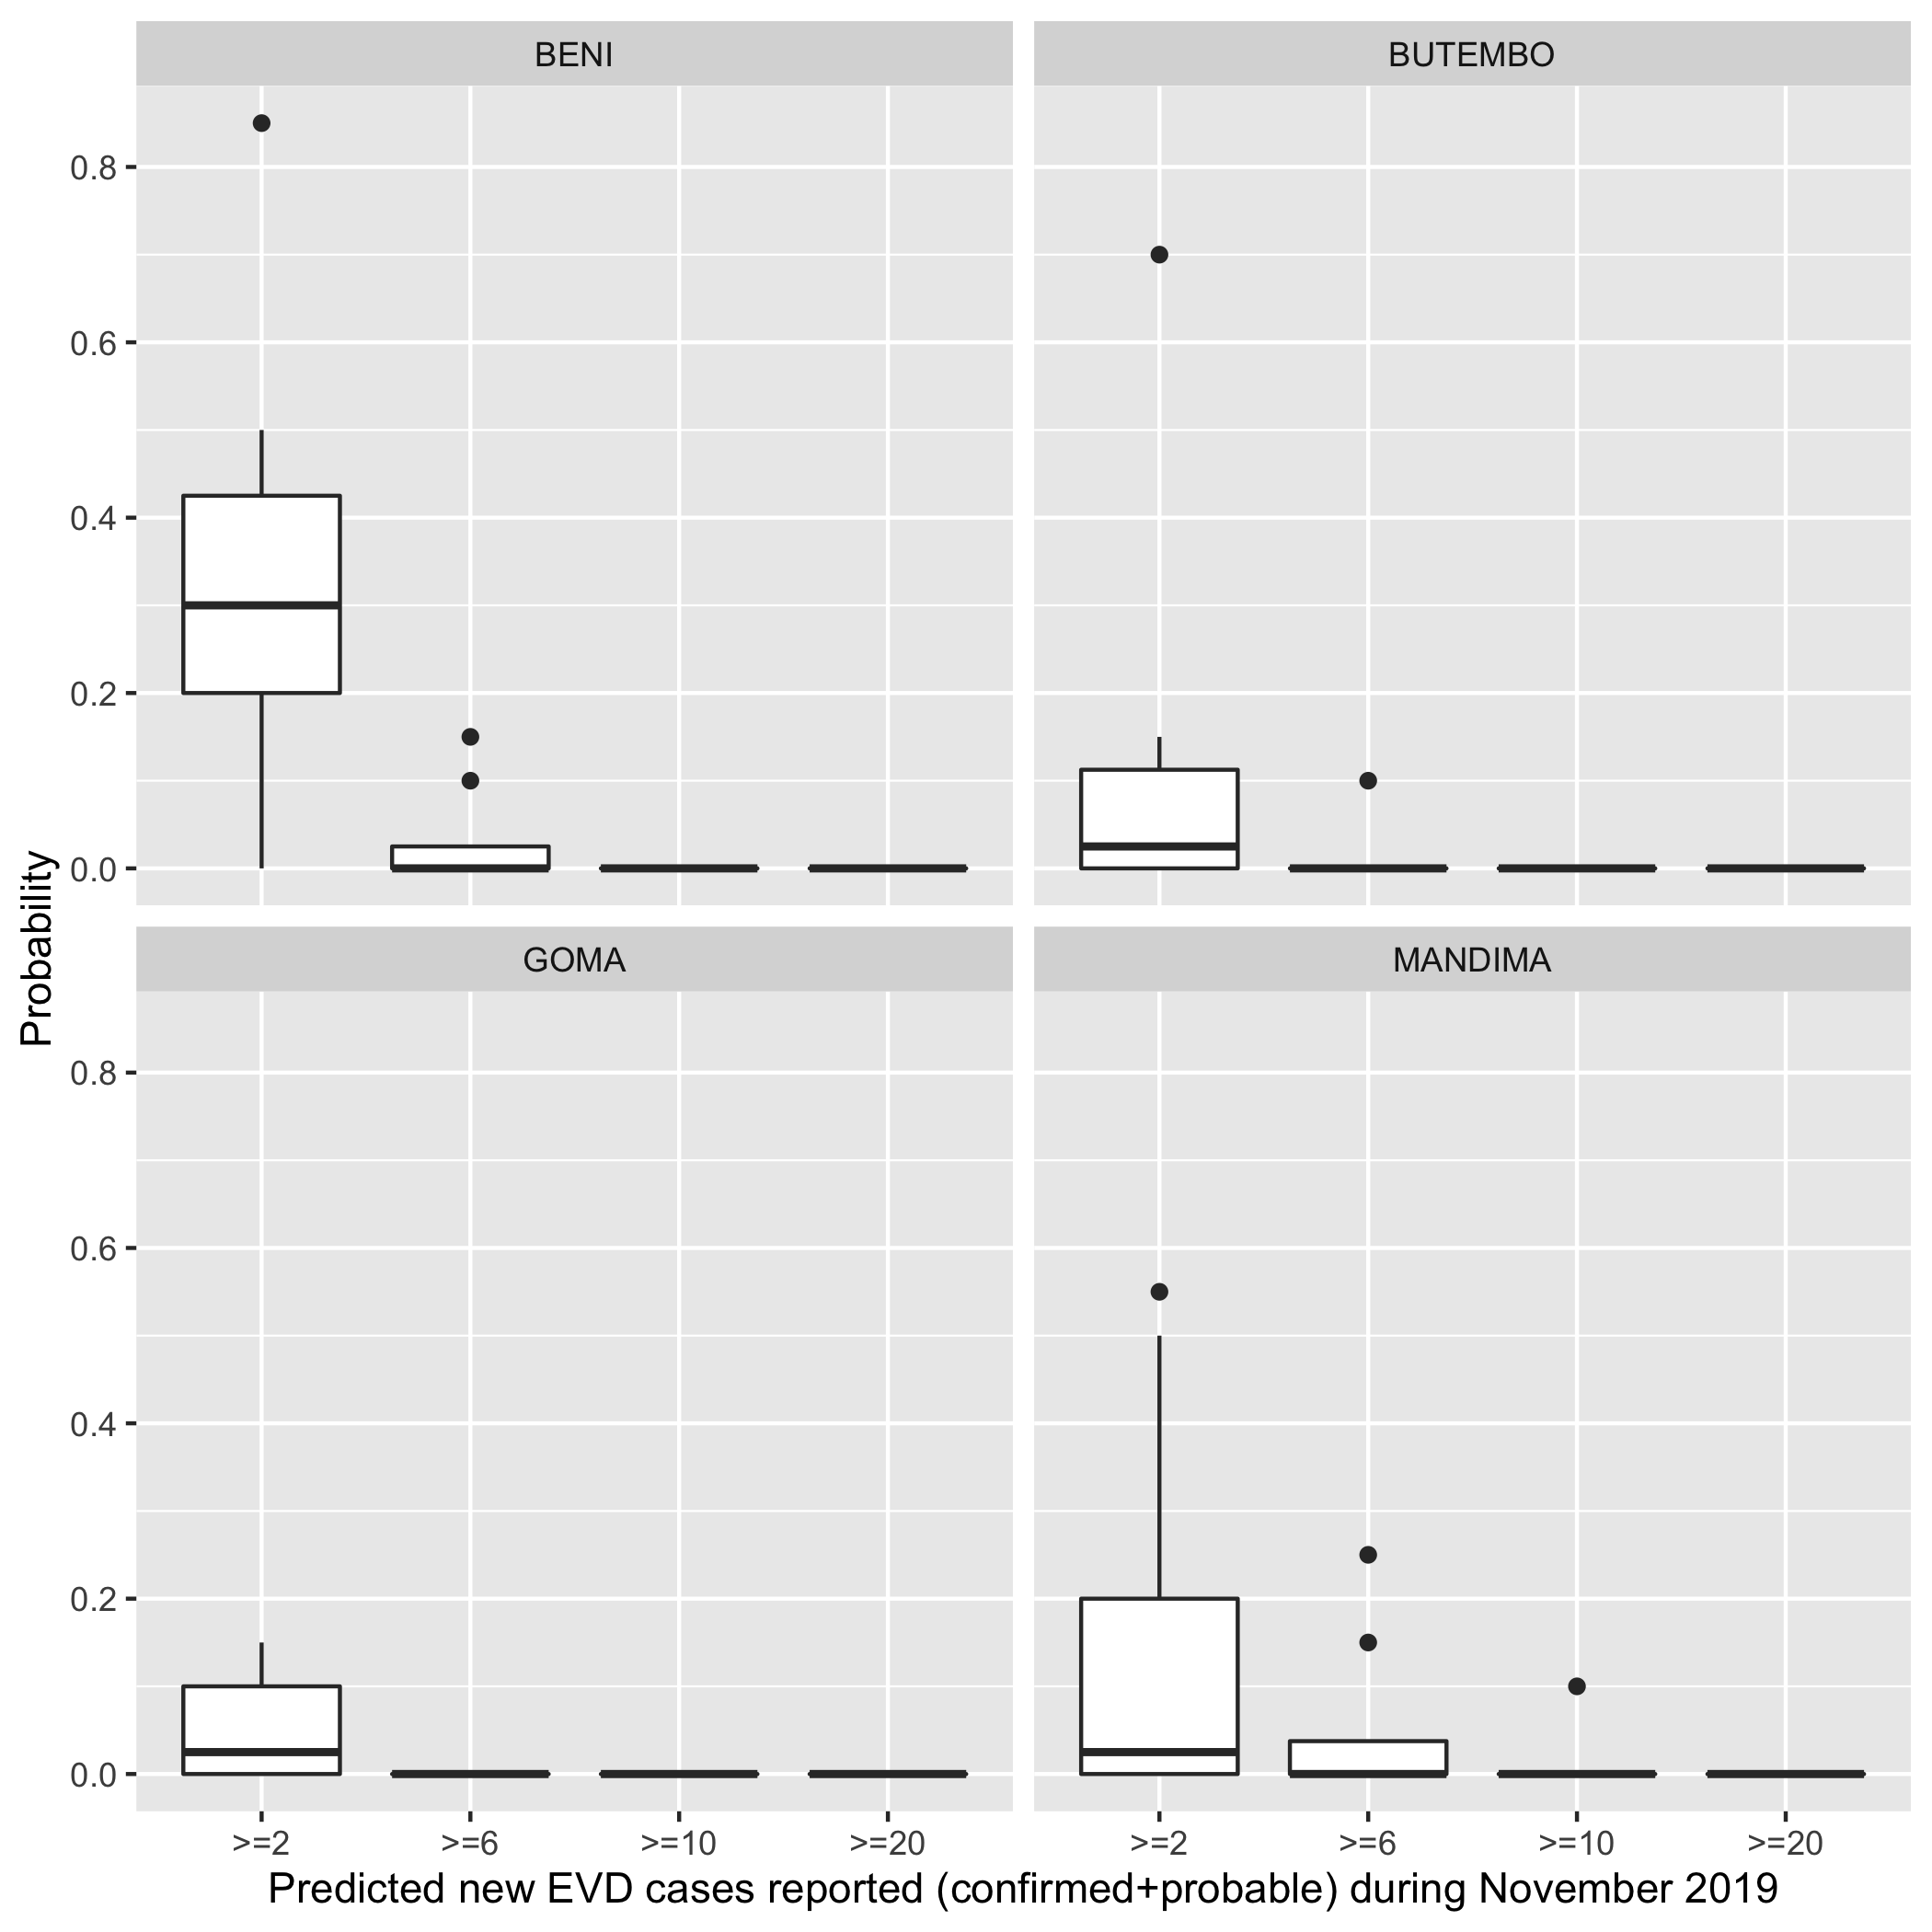 BENI
BUTEMBO
0.8
0.6
0.4
0.2
0.0
GOMA
MANDIMA
0.8
0.6
0.4
0.2
0.0
Probability
>=2 >=6 >=10 >=20 >=2 >=6 >=10 >=20
Predicted new EVD cases reported (confirmed+probable) during November 2019